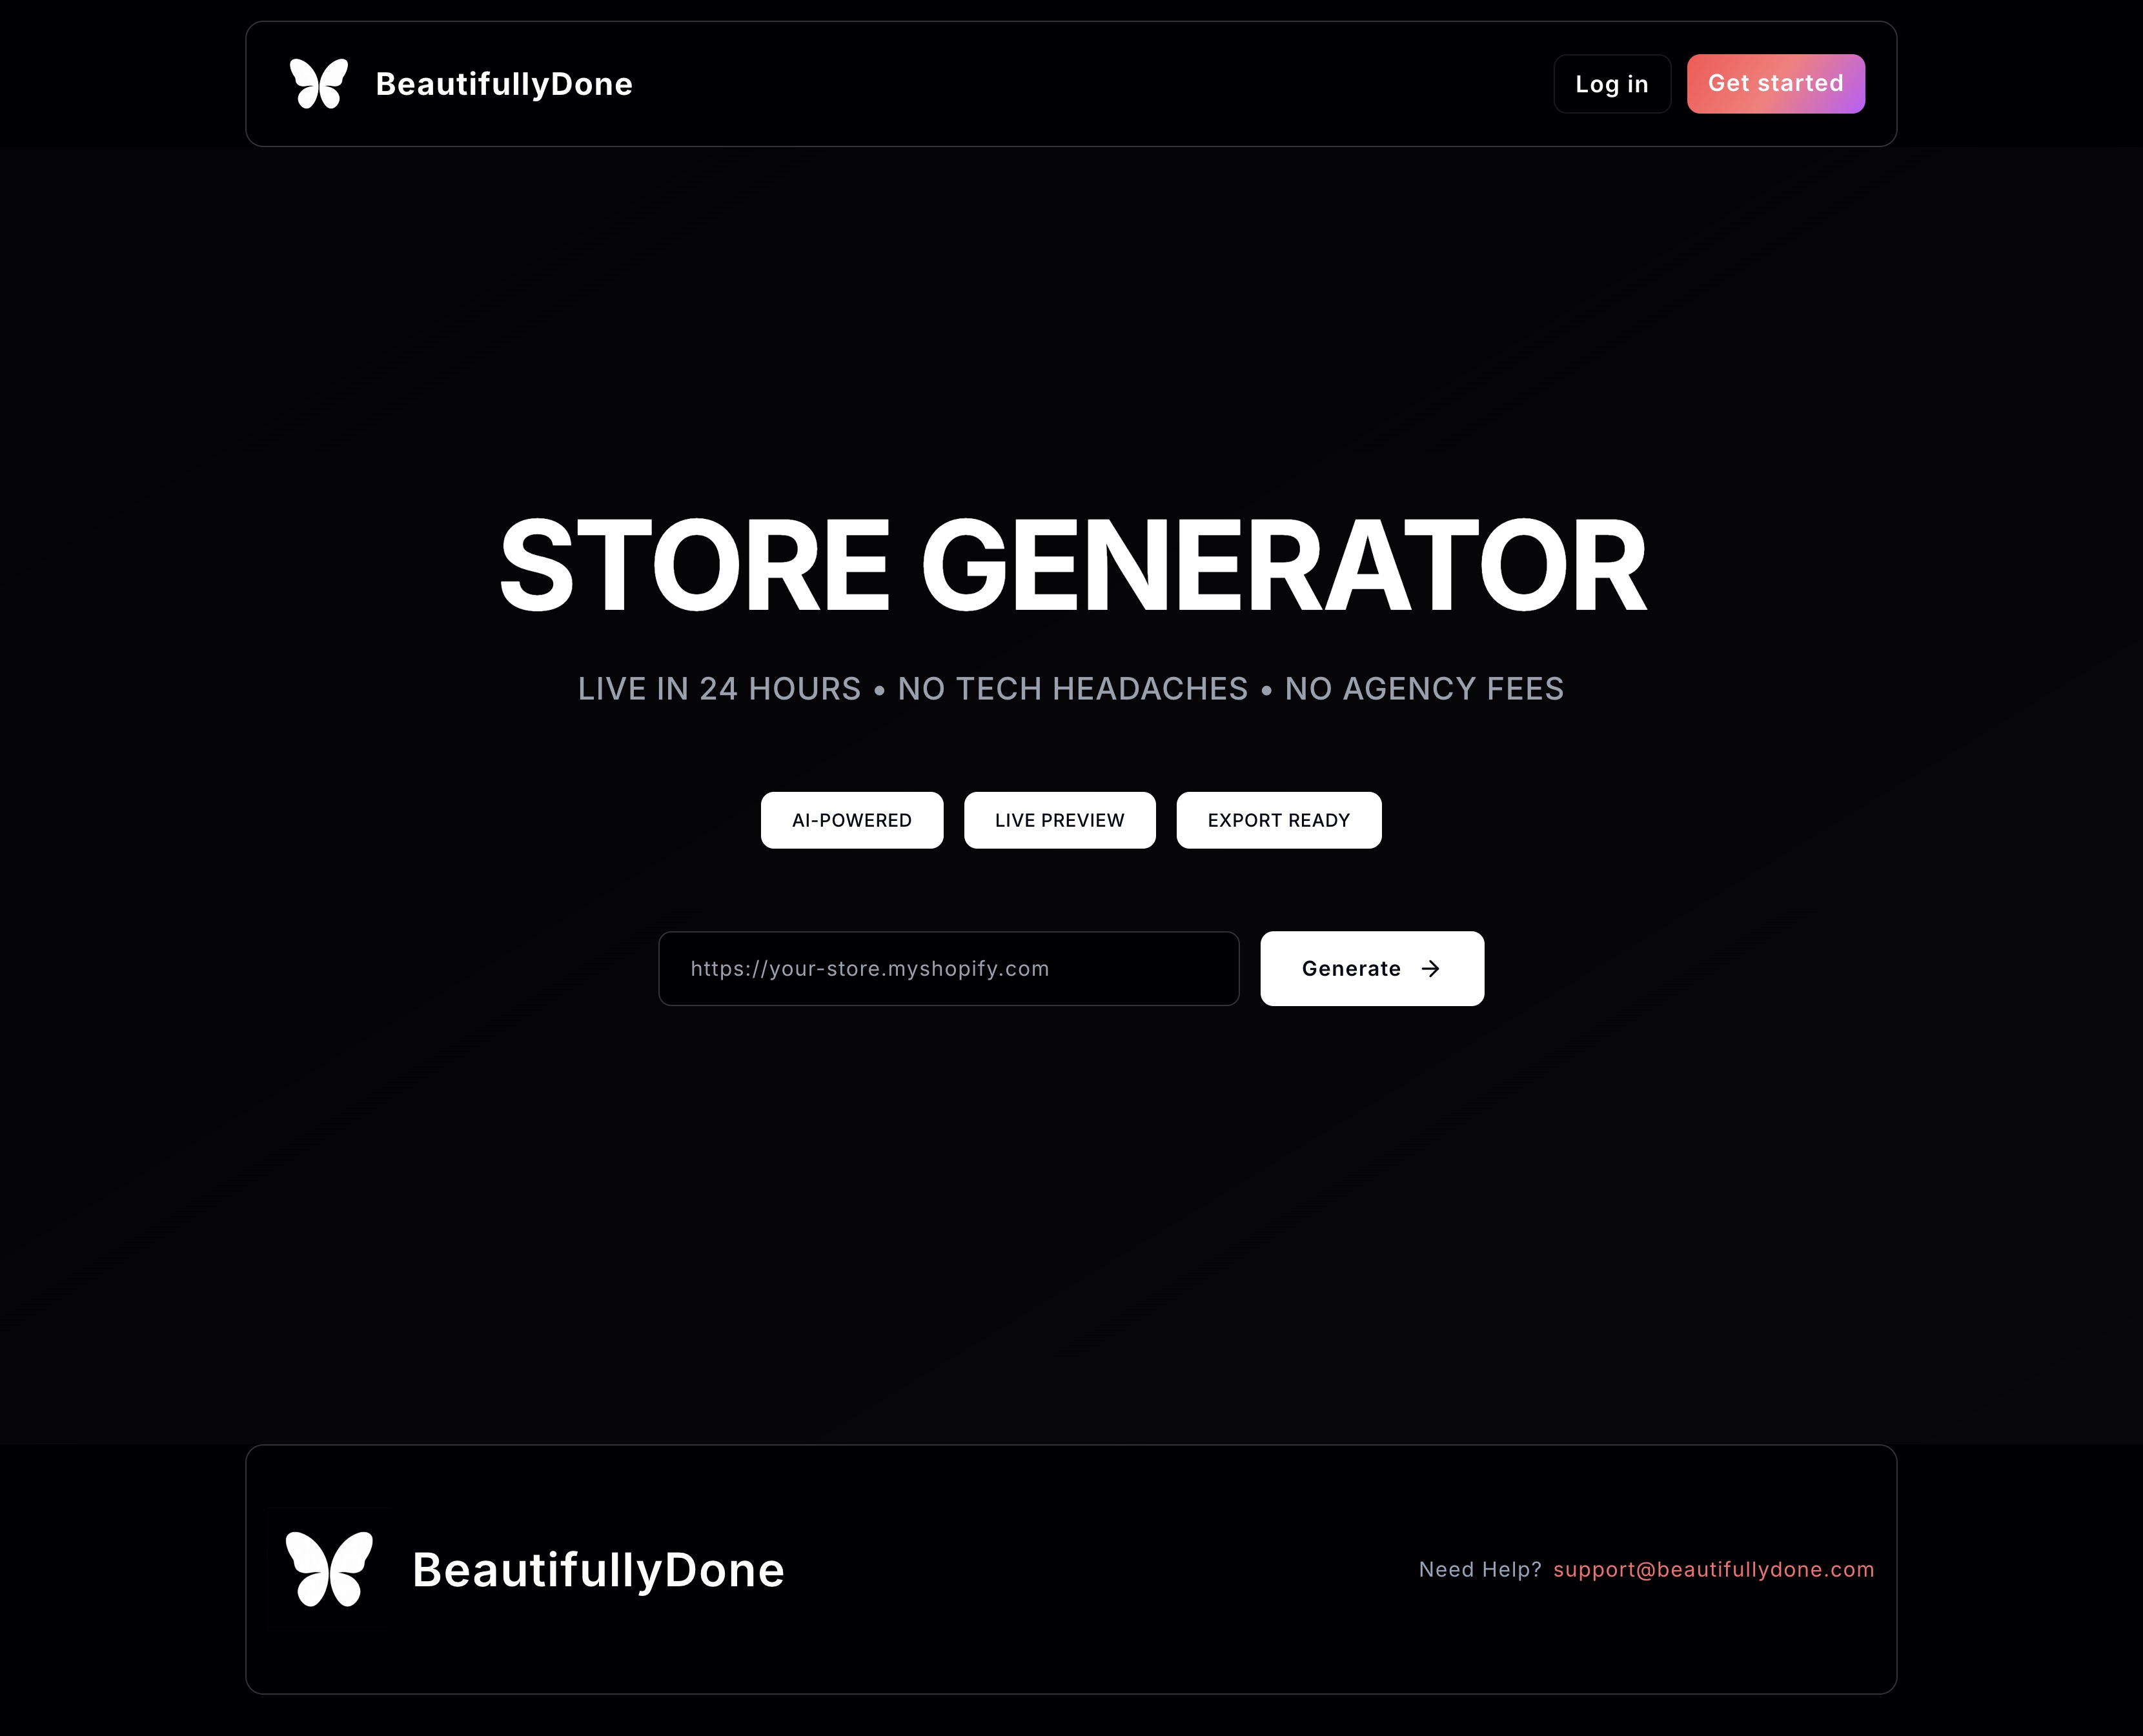 BeautifullyDone
Log in
Get started
STORE GENERATOR
LIVE IN 24 HOURS • NO TECH HEADACHES • NO AGENCY FEES
AI-POWERED
LIVE PREVIEW
EXPORT READY
https://your-store.myshopify.com
Generate →
BeautifullyDone
Need Help? support@beautifullydone.com